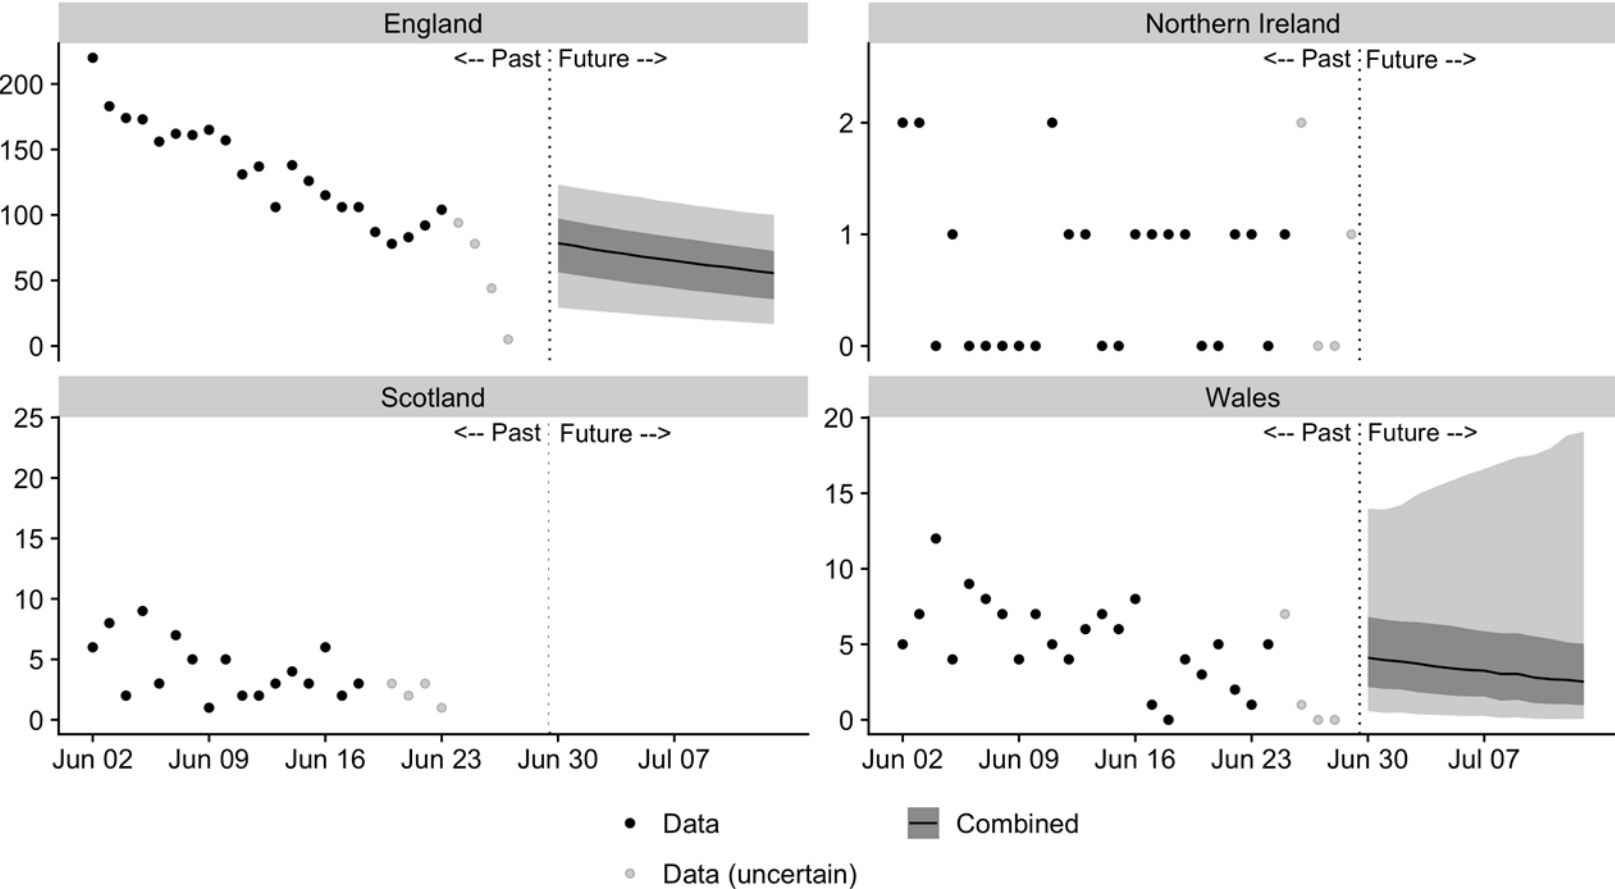 England
<-- Past Future -->
200
150
100
50
0
Northern Ireland
<-- Past Future -->
2
1
0
Scotland
<-- Past Future -->
25
20
15
10
5
0
Jun 02 Jun 09 Jun 16 Jun 23 Jun 30 Jul 07
Wales
<-- Past Future -->
20
15
10
5
0
Jun 02 Jun 09 Jun 16 Jun 23 Jun 30 Jul 07
Data
Data (uncertain)
Combined